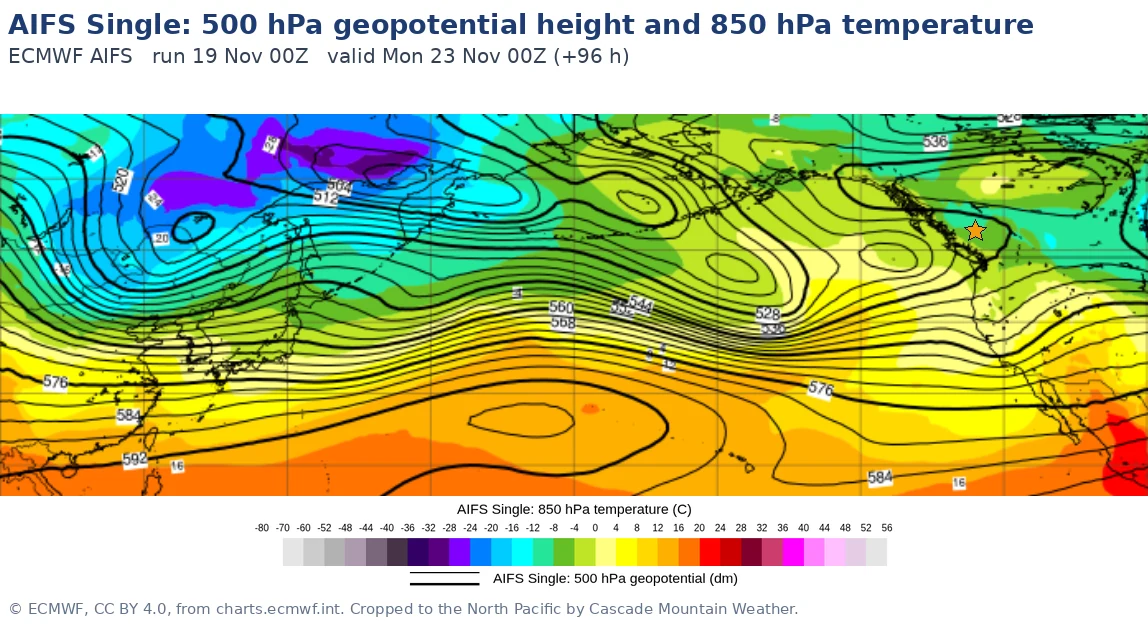 AIFS Single: 500 hPa geopotential height and 850 hPa temperature
ECMWF AIFS run 19 Nov 00Z valid Mon 23 Nov 00Z (+96 h)
536
520
512
560
568
544
528
536
576
576
584
592
16
584
16
AIFS Single: 850 hPa temperature (C)
-80 -70 -60 -52 -48 -44 -40 -36 -32 -28 -24 -20 -16 -12 -8 -4 0 4 8 12 16 20 24 28 32 36 40 44 48 52 56
AIFS Single: 500 hPa geopotential (dm)
© ECMWF, CC BY 4.0, from charts.ecmwf.int. Cropped to the North Pacific by Cascade Mountain Weather.